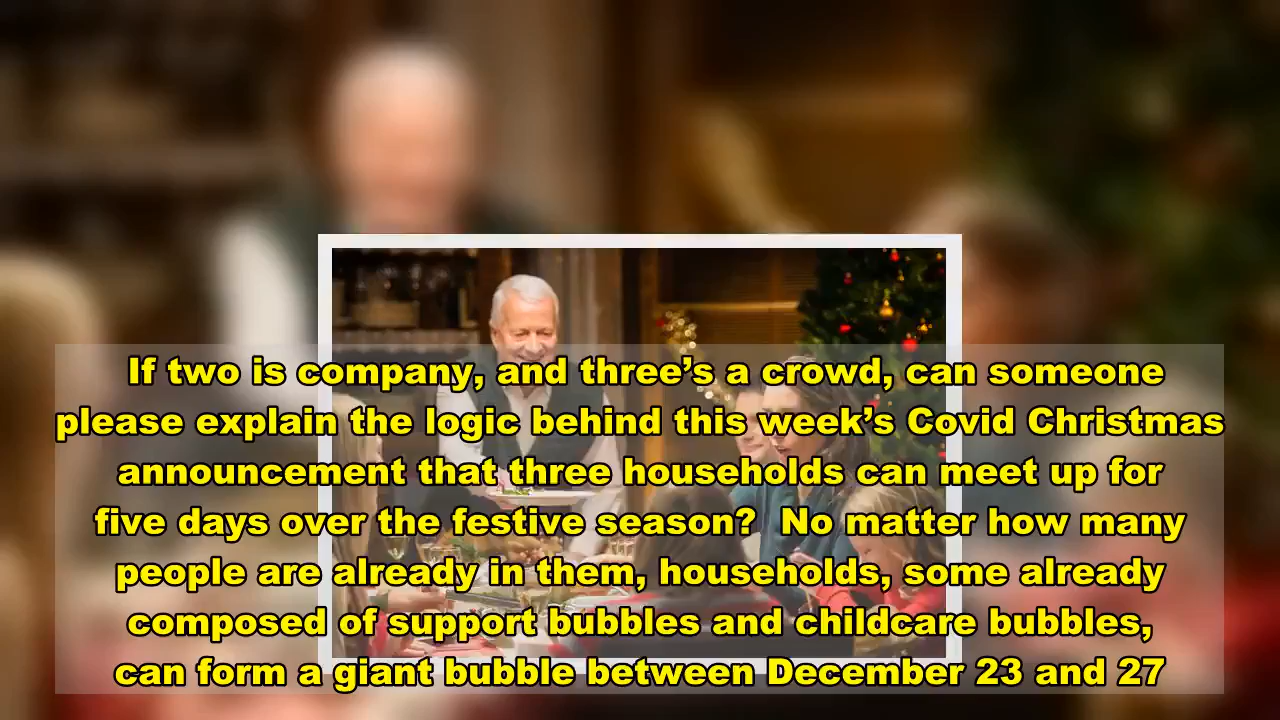 If two is company, and three’s a crowd, can someone
please explain the logic behind this week’s Covid Christmas
announcement that three households can meet up for
five days over the festive season?  No matter how many
people are already in them, households, some already
composed of support bubbles and childcare bubbles,
can form a giant bubble between December 23 and 27